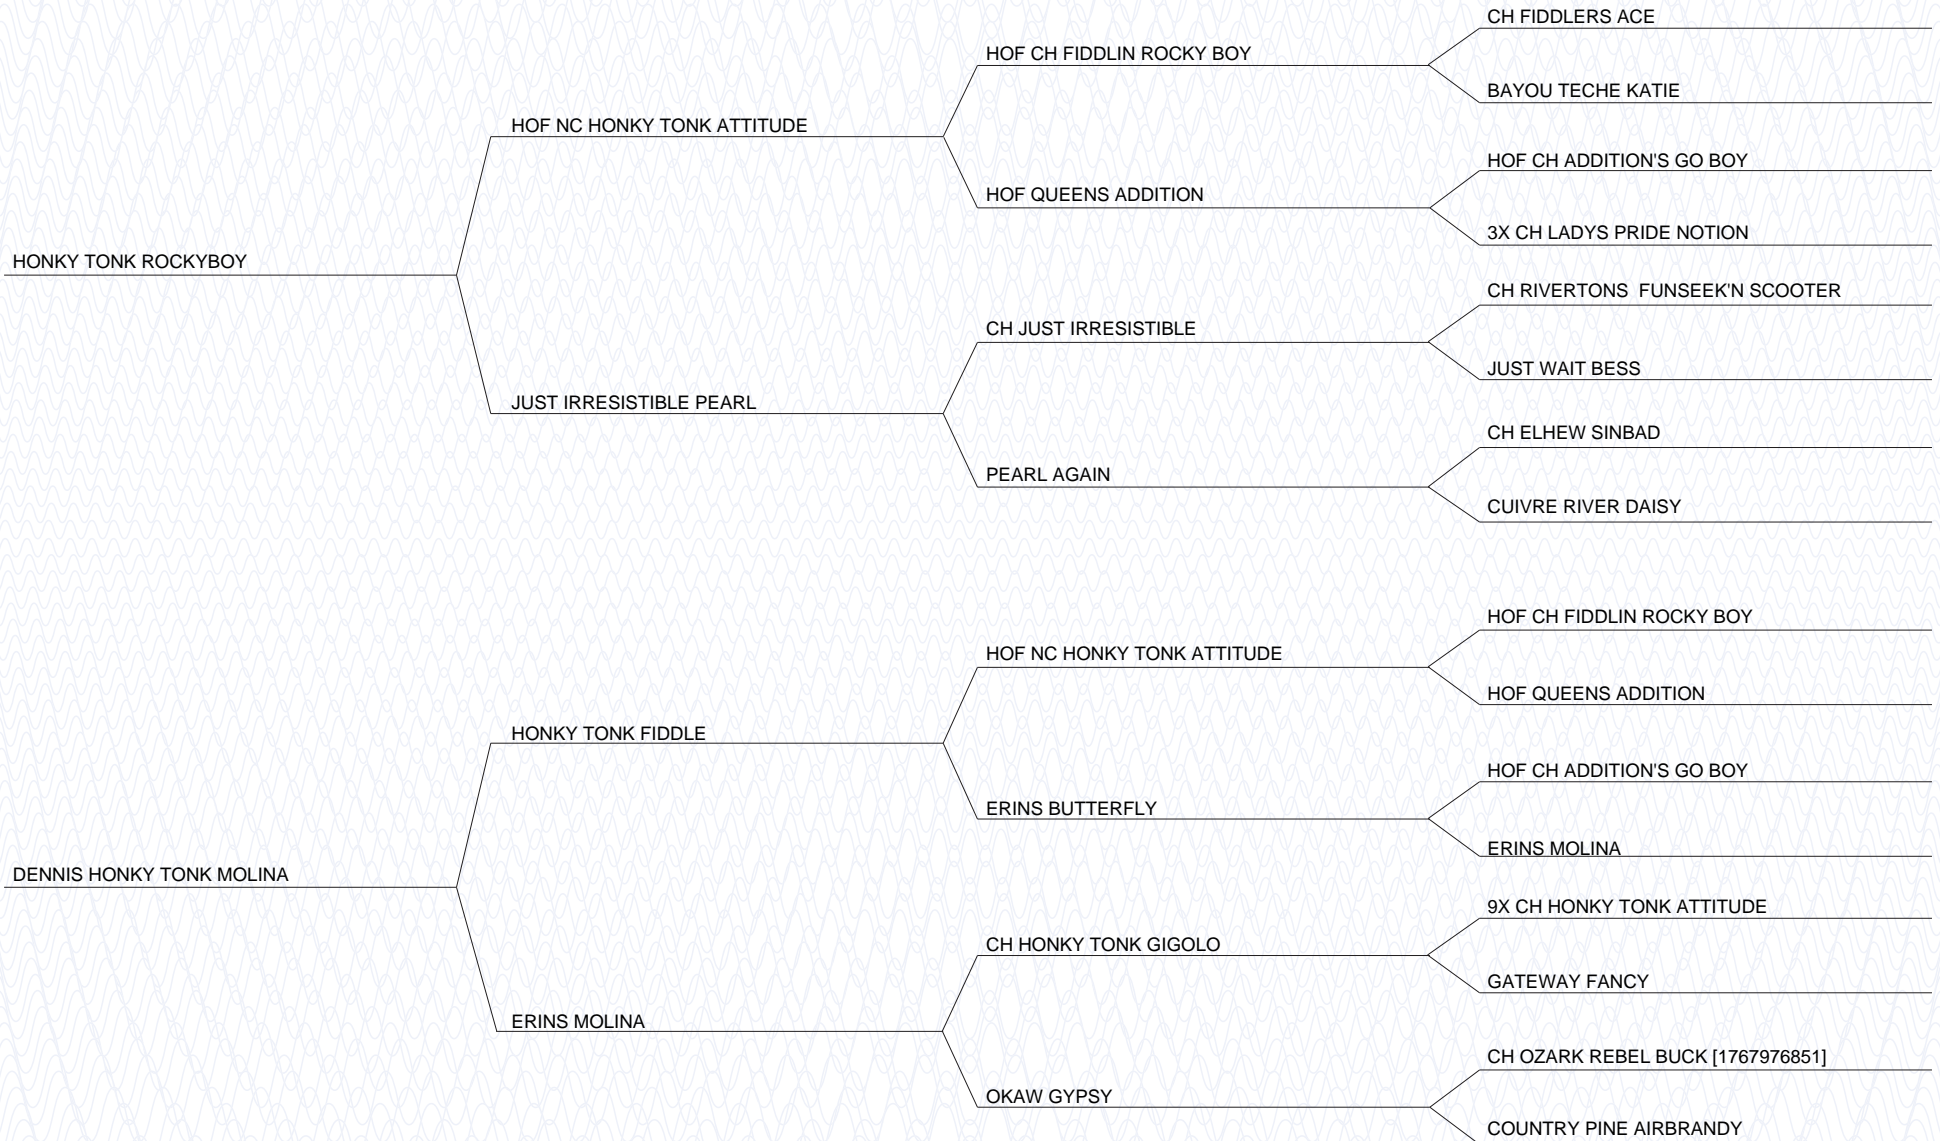 CH FIDDLERS ACE
HOF CH FIDDLIN ROCKY BOY
BAYOU TECHE KATIE
HOF NC HONKY TONK ATTITUDE
HOF CH ADDITION'S GO BOY
HOF QUEENS ADDITION
3X CH LADYS PRIDE NOTION
HONKY TONK ROCKYBOY
CH RIVERTONS  FUNSEEK'N SCOOTER
CH JUST IRRESISTIBLE
JUST WAIT BESS
JUST IRRESISTIBLE PEARL
CH ELHEW SINBAD
PEARL AGAIN
CUIVRE RIVER DAISY
HOF CH FIDDLIN ROCKY BOY
HOF NC HONKY TONK ATTITUDE
HOF QUEENS ADDITION
HONKY TONK FIDDLE
HOF CH ADDITION'S GO BOY
ERINS BUTTERFLY
ERINS MOLINA
DENNIS HONKY TONK MOLINA
9X CH HONKY TONK ATTITUDE
CH HONKY TONK GIGOLO
GATEWAY FANCY
ERINS MOLINA
CH OZARK REBEL BUCK [1767976851]
OKAW GYPSY
COUNTRY PINE AIRBRANDY